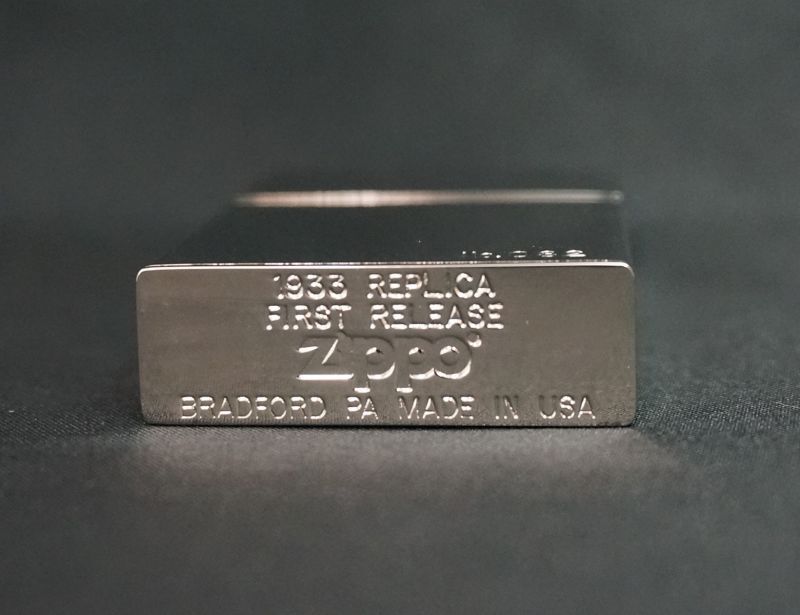 1933 REPLICA
FIRST RELEASE
Zippo
BRADFORD PA MADE IN USA